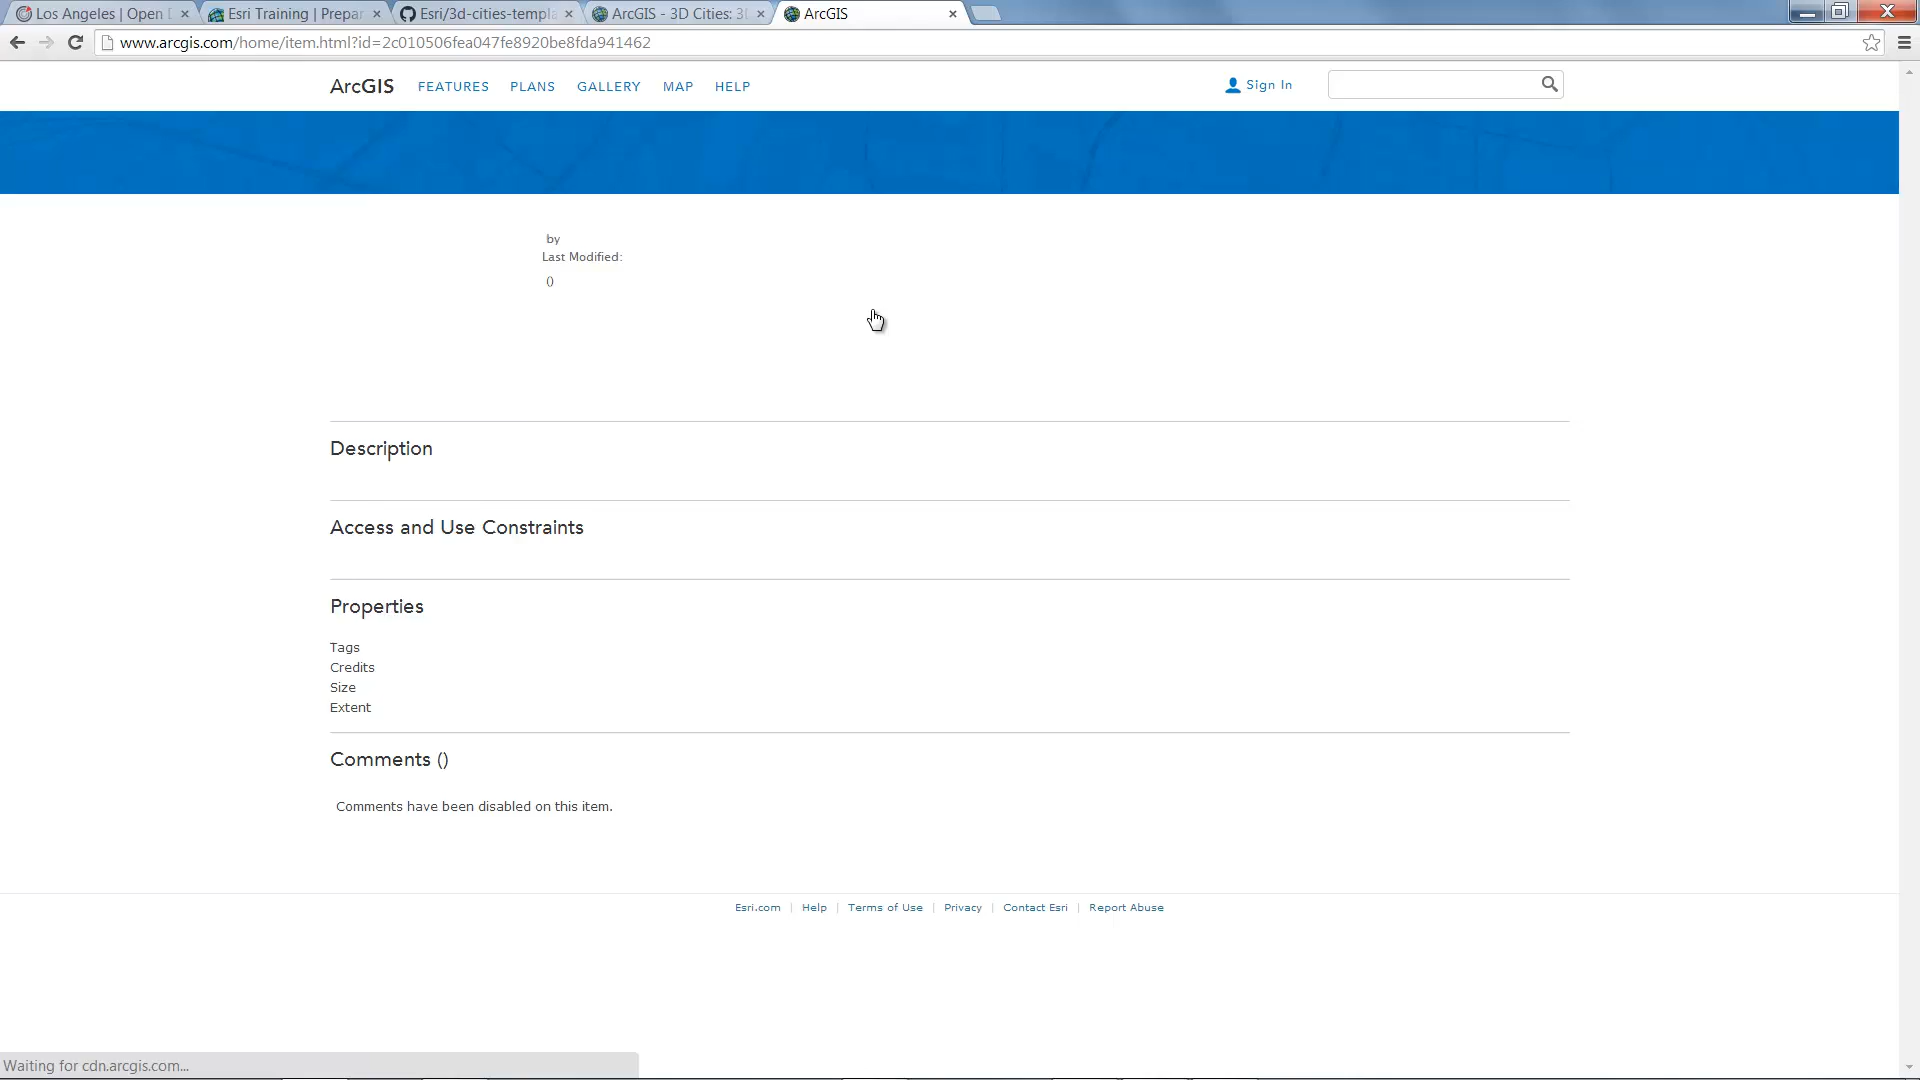 Los Angeles | Open D
Esri Training | Prepar
Esri/3d-cities-templa
ArcGIS - 3D Cities: 3D
ArcGIS
www.arcgis.com/home/item.html?id=2c010506fea047fe8920be8fda941462
ArcGIS
FEATURES
PLANS
GALLERY
MAP
HELP
Sign In
by
Last Modified:
()
Description
Access and Use Constraints
Properties
Tags
Credits
Size
Extent
Comments ()
Comments have been disabled on this item.
Esri.com | Help | Terms of Use | Privacy | Contact Esri | Report Abuse
Waiting for cdn.arcgis.com...